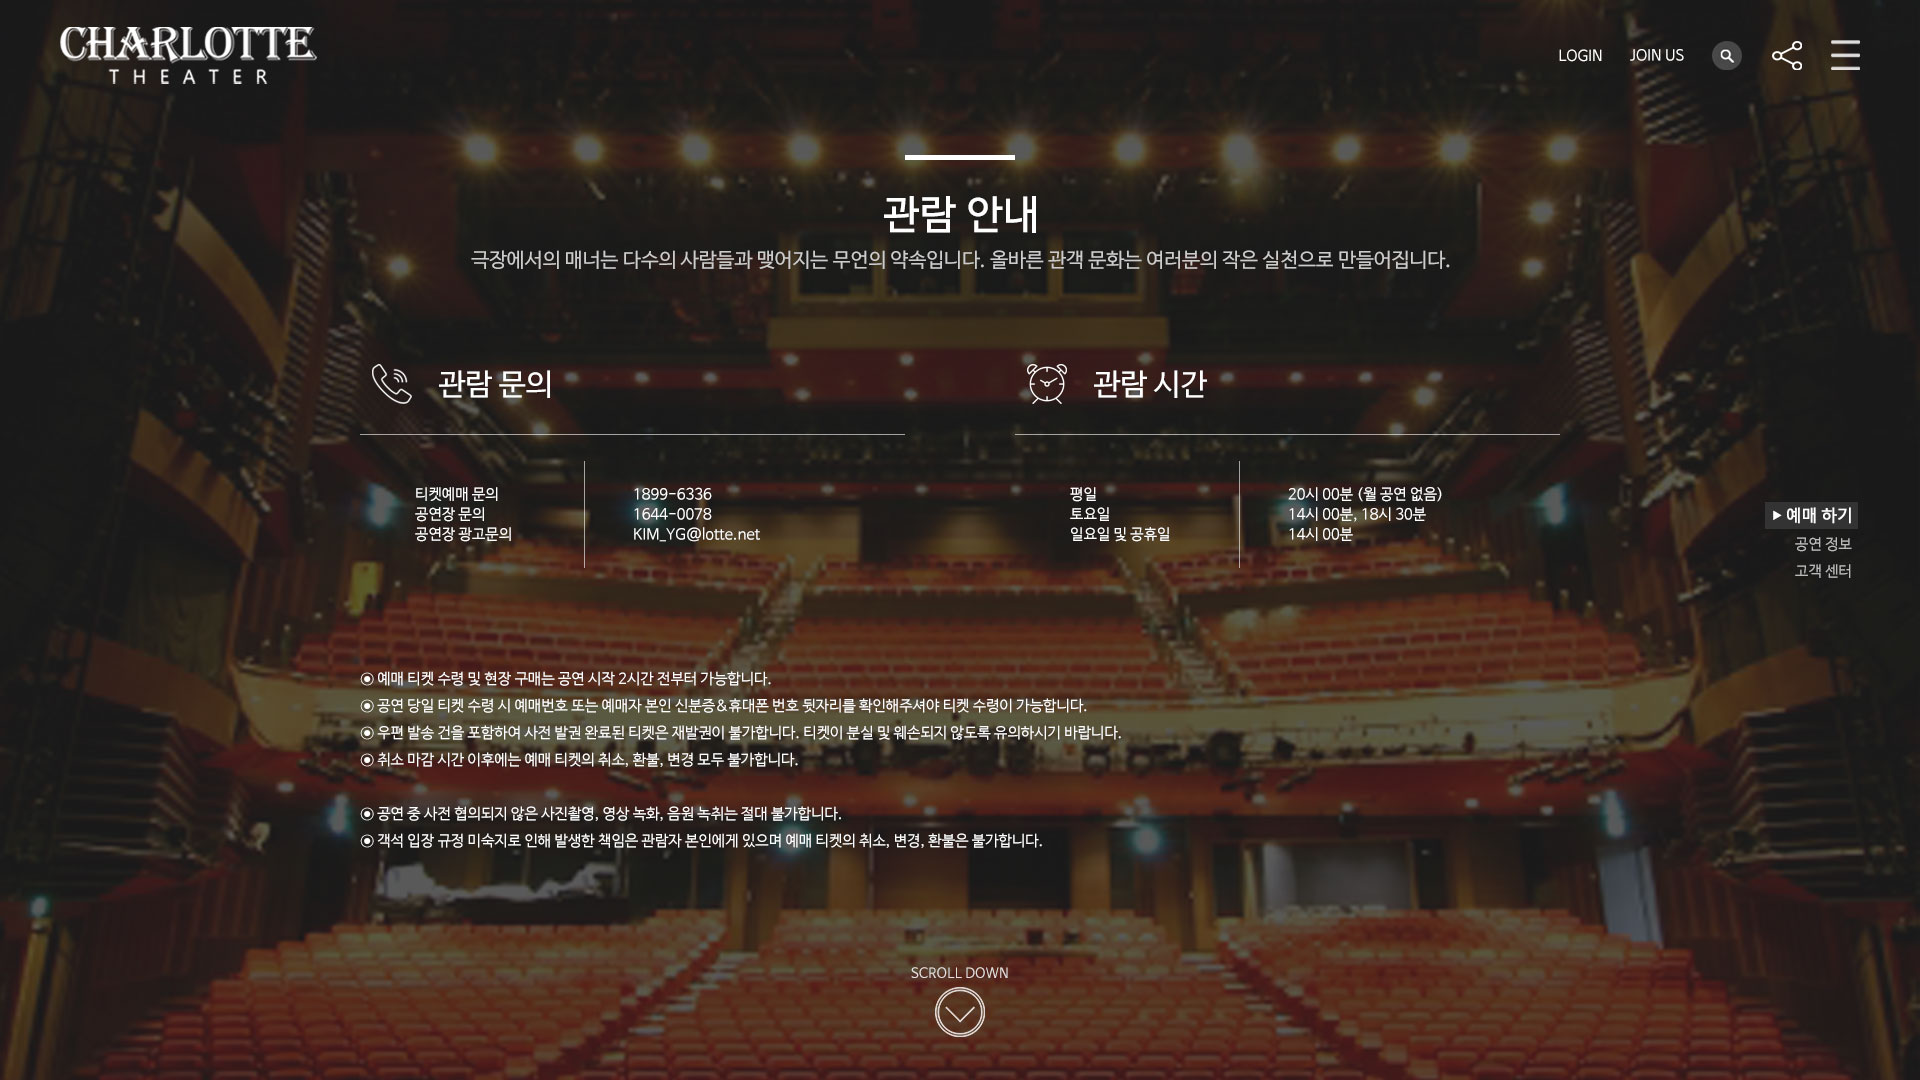 CHARLOTTE
THEATER
LOGIN
JOIN US
관람 안내
극장에서의 매너는 다수의 사람들과 맺어지는 무언의 약속입니다. 올바른 관객 문화는 여러분의 작은 실천으로 만들어집니다.
관람 문의
티켓예매 문의 1899-6336
공연장 문의 1644-0078
공연장 광고문의 KIM_YG@lotte.net
관람 시간
평일 20시 00분 (월 공연 없음)
토요일 14시 00분, 18시 30분
일요일 및 공휴일 14시 00분
▶ 예매 하기
공연 정보
고객 센터
◉ 예매 티켓 수령 및 현장 구매는 공연 시작 2시간 전부터 가능합니다.
◉ 공연 당일 티켓 수령 시 예매번호 또는 예매자 본인 신분증&휴대폰 번호 뒷자리를 확인해주셔야 티켓 수령이 가능합니다.
◉ 우편 발송 건을 포함하여 사전 발권 완료된 티켓은 재발권이 불가합니다. 티켓이 분실 및 훼손되지 않도록 유의하시기 바랍니다.
◉ 취소 마감 시간 이후에는 예매 티켓의 취소, 환불, 변경 모두 불가합니다.
◉ 공연 중 사전 협의되지 않은 사진촬영, 영상 녹화, 음원 녹취는 절대 불가합니다.
◉ 객석 입장 규정 미숙지로 인해 발생한 책임은 관람자 본인에게 있으며 예매 티켓의 취소, 변경, 환불은 불가합니다.
SCROLL DOWN